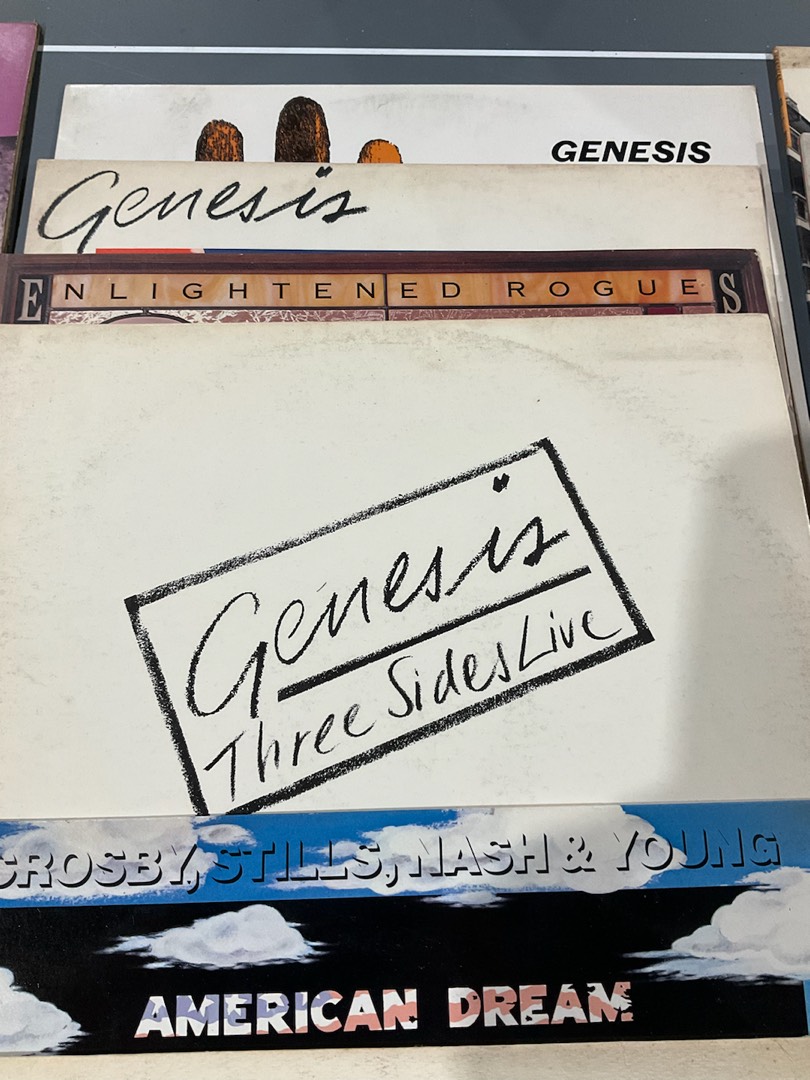 GENESIS
Genesis
ENLIGHTENED ROGUES
Genesis
Three Sides Live
CROSBY, STILLS, NASH & YOUNG
AMERICAN DREAM